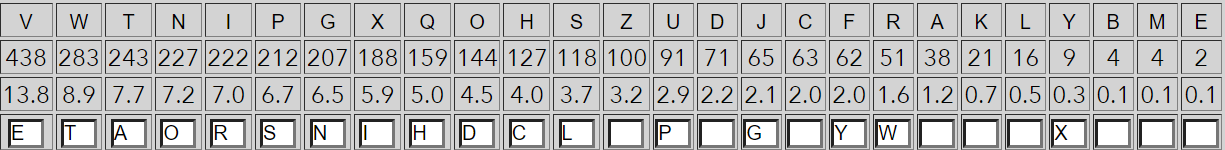 V W T N I P G X Q O H S Z U D J C F R A K L Y B M E
438 283 243 227 222 212 207 188 159 144 127 118 100 91 71 65 63 62 51 38 21 16 9 4 4 2
13.8 8.9 7.7 7.2 7.0 6.7 6.5 5.9 5.0 4.5 4.0 3.7 3.2 2.9 2.2 2.1 2.0 2.0 1.6 1.2 0.7 0.5 0.3 0.1 0.1 0.1
E T A O R S N I H D C L P G Y W X